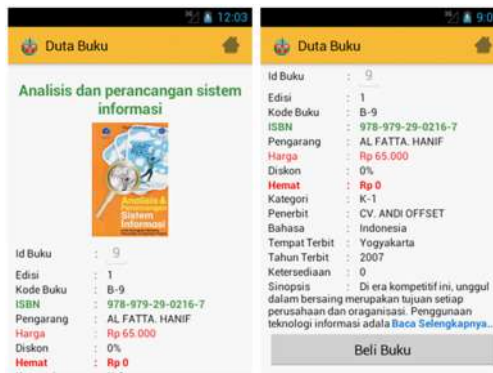 12:03
Duta Buku
Analisis dan perancangan sistem
informasi
Analisis &
Perancangan
Sistem
Informasi
Id Buku : 9
Edisi : 1
Kode Buku : B-9
ISBN : 978-979-29-0216-7
Pengarang : AL FATTA. HANIF
Harga : Rp 65.000
Diskon : 0%
Hemat : Rp 0
Duta Buku
Id Buku : 9
Edisi : 1
Kode Buku : B-9
ISBN : 978-979-29-0216-7
Pengarang : AL FATTA. HANIF
Harga : Rp 65.000
Diskon : 0%
Hemat : Rp 0
Kategori : K-1
Penerbit : CV. ANDI OFFSET
Bahasa : Indonesia
Tempat Terbit : Yogyakarta
Tahun Terbit : 2007
Ketersediaan : 0
Sinopsis : Di era kompetitif ini, unggul
dalam bersaing merupakan tujuan setiap
perusahaan dan oraganisasi. Penggunaan
teknologi informasi adala Baca Selengkapnya...
Beli Buku